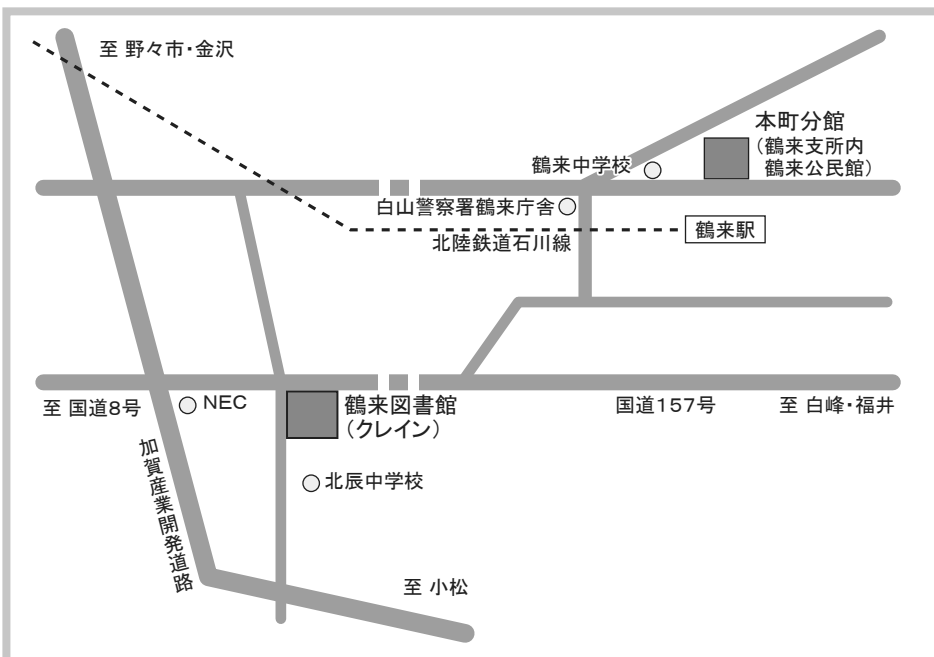 至 野々市･金沢
本町分館
(鶴来支所内
鶴来公民館)
鶴来中学校
白山警察署鶴来庁舎
鶴来駅
北陸鉄道石川線
至 国道8号
NEC
鶴来図書館
(クレイン)
国道157号
至 白峰･福井
加賀産業開発道路
北辰中学校
至 小松